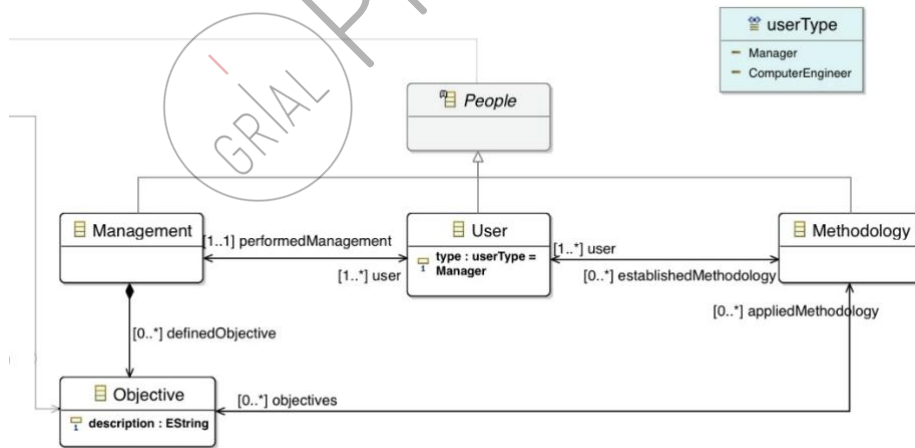 userType
Manager
ComputerEngineer
People
GRIAL
Management
User
Methodology
type : userType =
Manager
[1..1] performedManagement
[1..*] user
[1..*] user
[0..*] establishedMethodology
[0..*] appliedMethodology
[0..*] definedObjective
Objective
description : EString
[0..*] objectives